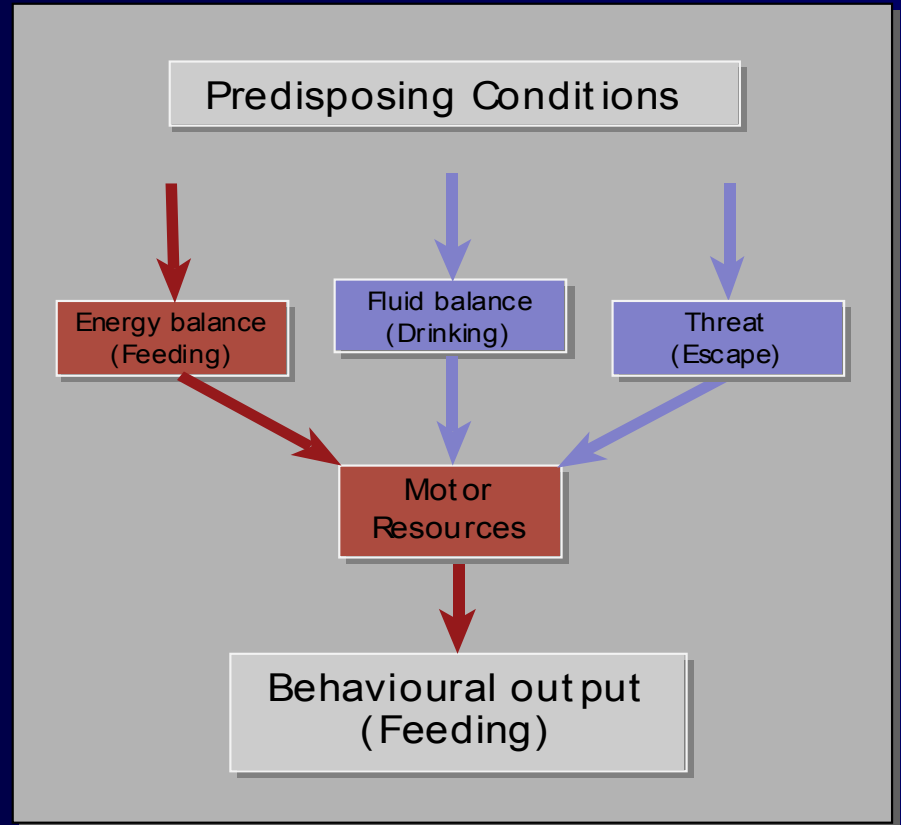 Predisposing Conditions
Energy balance
(Feeding)
Fluid balance
(Drinking)
Threat
(Escape)
Motor
Resources
Behavioural output
(Feeding)